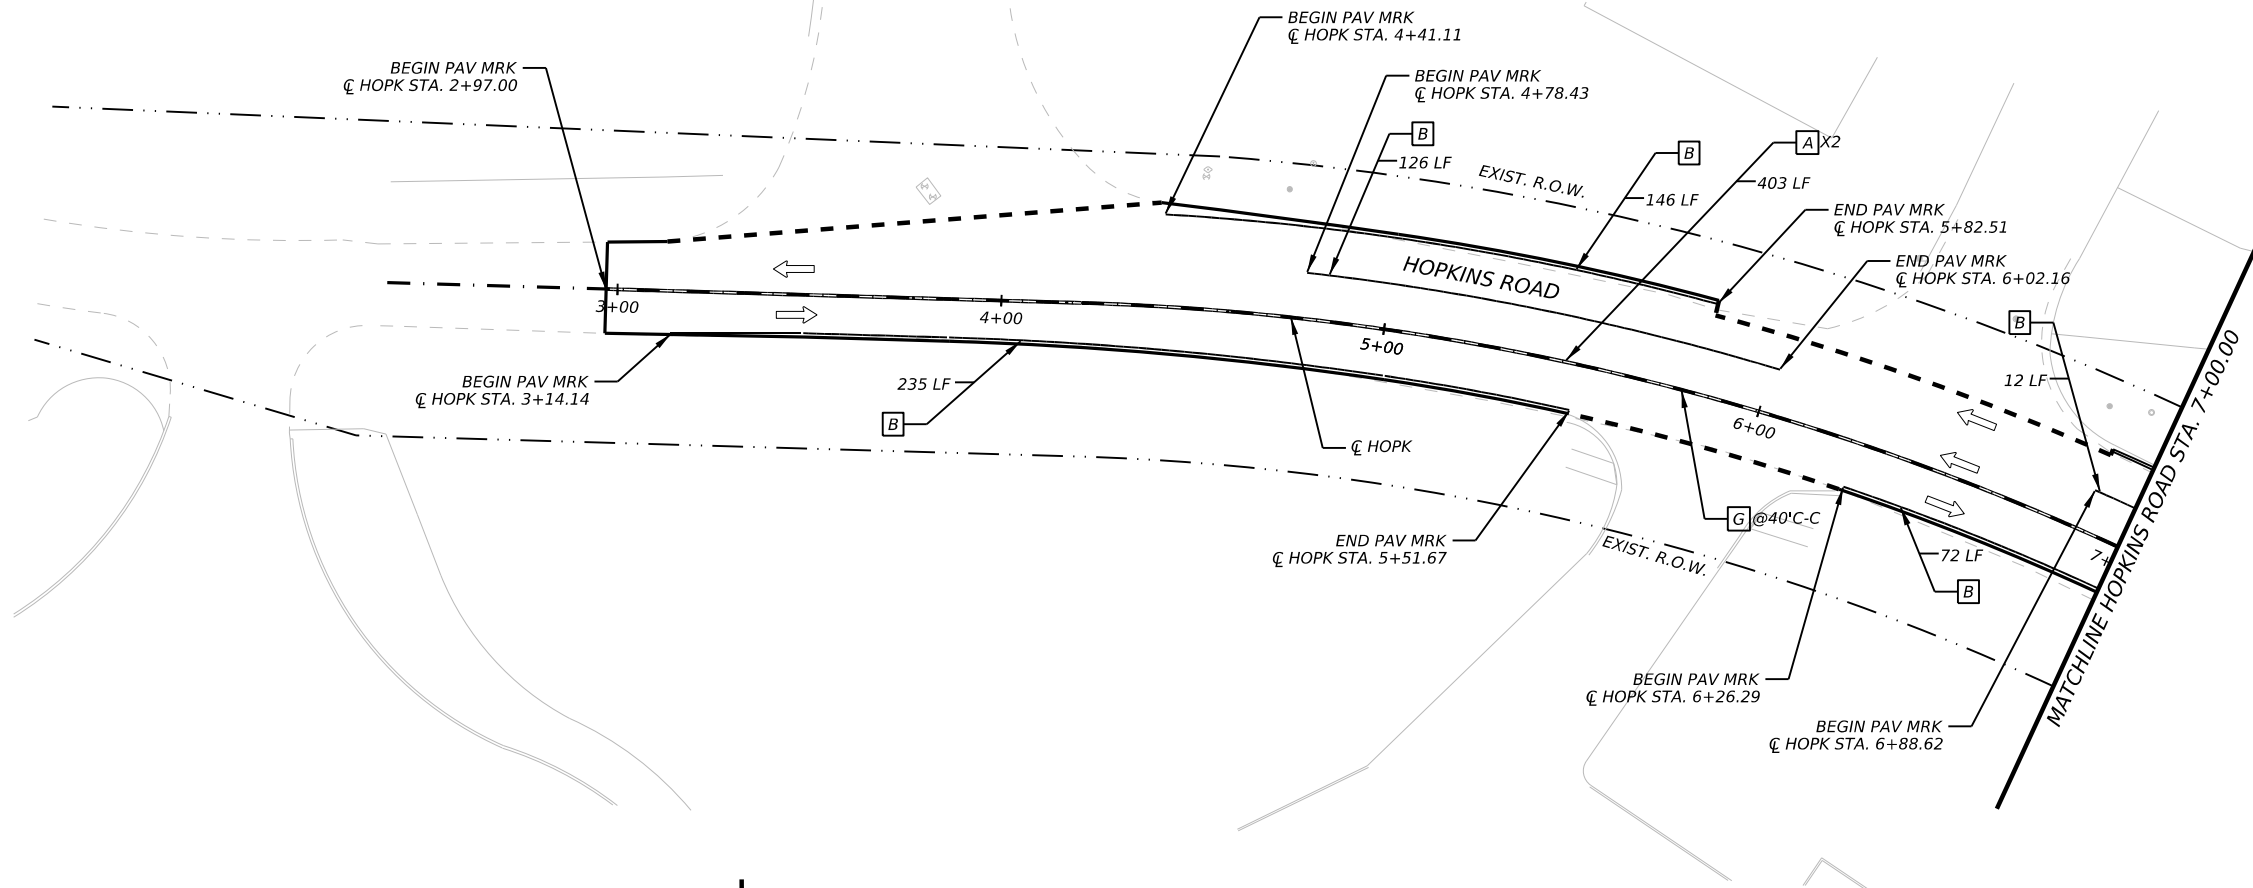 BEGIN PAV MRK
℄ HOPK STA. 4+41.11
BEGIN PAV MRK
℄ HOPK STA. 2+97.00
BEGIN PAV MRK
℄ HOPK STA. 4+78.43
B
126 LF
B
146 LF
A X2
403 LF
EXIST. R.O.W.
END PAV MRK
℄ HOPK STA. 5+82.51
END PAV MRK
℄ HOPK STA. 6+02.16
HOPKINS ROAD
3+00
4+00
5+00
6+00
7+
B
12 LF
BEGIN PAV MRK
℄ HOPK STA. 3+14.14
235 LF
B
℄ HOPK
G @40'C-C
END PAV MRK
℄ HOPK STA. 5+51.67
EXIST. R.O.W.
72 LF
B
BEGIN PAV MRK
℄ HOPK STA. 6+26.29
BEGIN PAV MRK
℄ HOPK STA. 6+88.62
MATCHLINE HOPKINS ROAD STA. 7+00.00